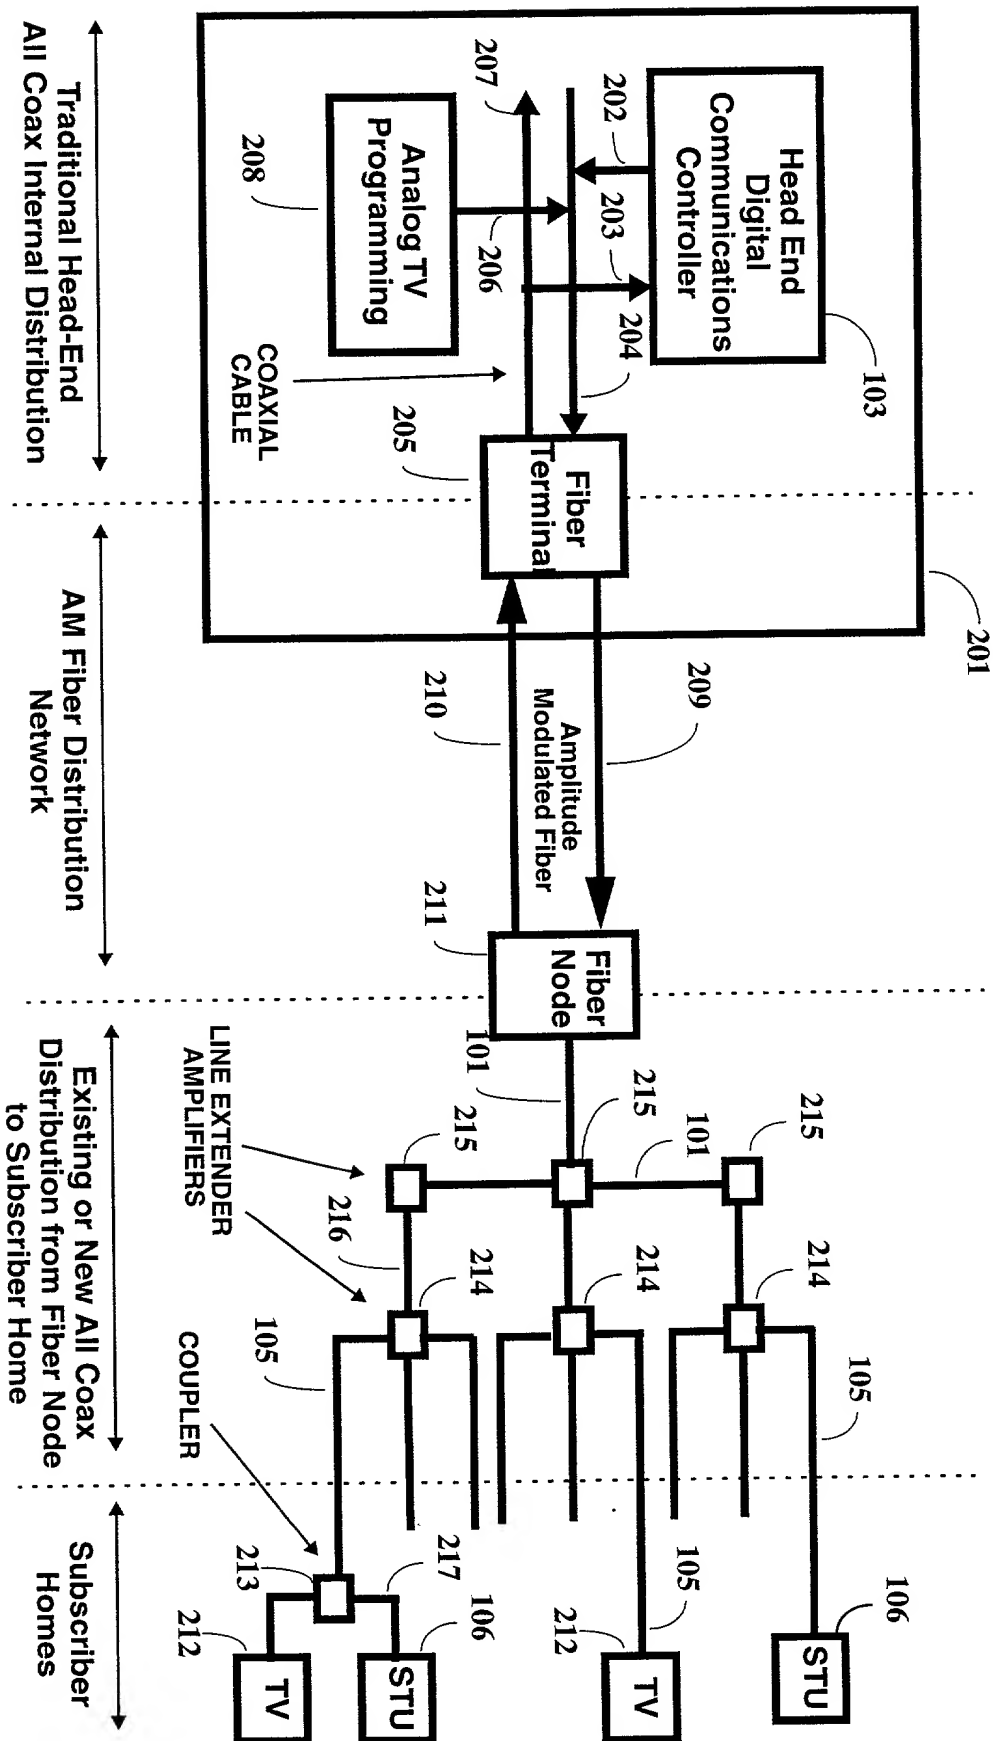 201
Head End
Digital
Communications
Controller
103
202
203
204
207
206
Analog TV
Programming
208
COAXIAL
CABLE
205
Fiber
Terminal
209
Amplitude
Modulated Fiber
210
211
Fiber
Node
101
215
101
215
215
216
214
214
214
LINE EXTENDER
AMPLIFIERS
COUPLER
105
105
105
106
STU
212
TV
217
106
STU
213
212
TV
Traditional Head-End
All Coax Internal Distribution
AM Fiber Distribution
Network
Existing or New All Coax
Distribution from Fiber Node
to Subscriber Home
Subscriber
Homes